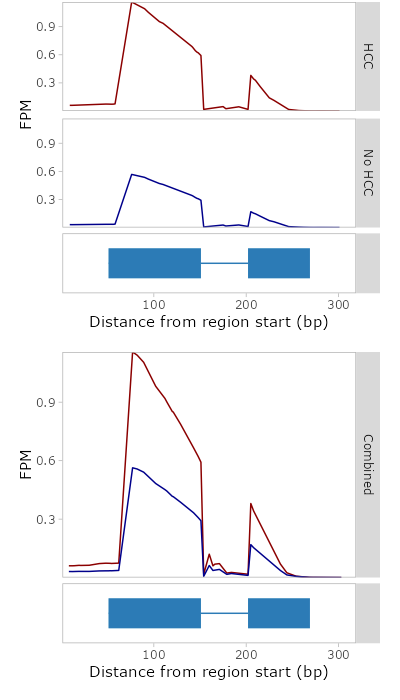 0.9
0.6
0.3
HCC
FPM
0.9
0.6
0.3
No HCC
100 200 300
Distance from region start (bp)
0.9
0.6
0.3
FPM
Combined
100 200 300
Distance from region start (bp)